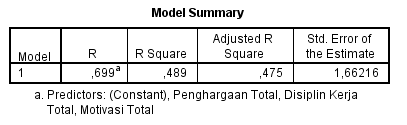 Model Summary
Model R R Square Adjusted R Square Std. Error of the Estimate
1 ,699a ,489 ,475 1,66216
a. Predictors: (Constant), Penghargaan Total, Disiplin Kerja
Total, Motivasi Total